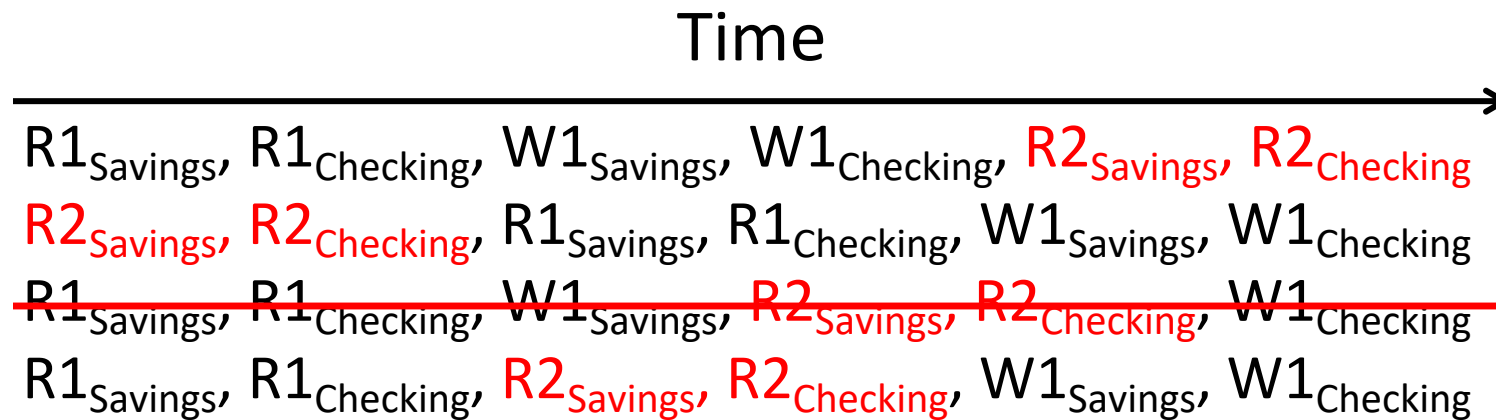 Time
R1Savings, R1Checking, W1Savings, W1Checking, R2Savings, R2Checking
R2Savings, R2Checking, R1Savings, R1Checking, W1Savings, W1Checking
R1Savings, R1Checking, W1Savings, R2Savings, R2Checking, W1Checking
R1Savings, R1Checking, R2Savings, R2Checking, W1Savings, W1Checking